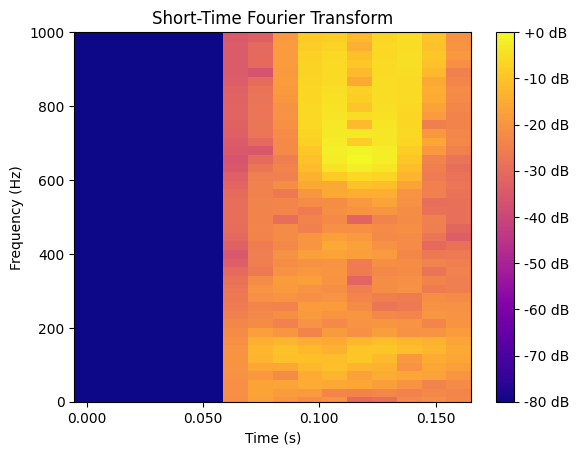 Short-Time Fourier Transform
Frequency (Hz)
1000
800
600
400
200
0
0.000 0.050 0.100 0.150
Time (s)
+0 dB
-10 dB
-20 dB
-30 dB
-40 dB
-50 dB
-60 dB
-70 dB
-80 dB